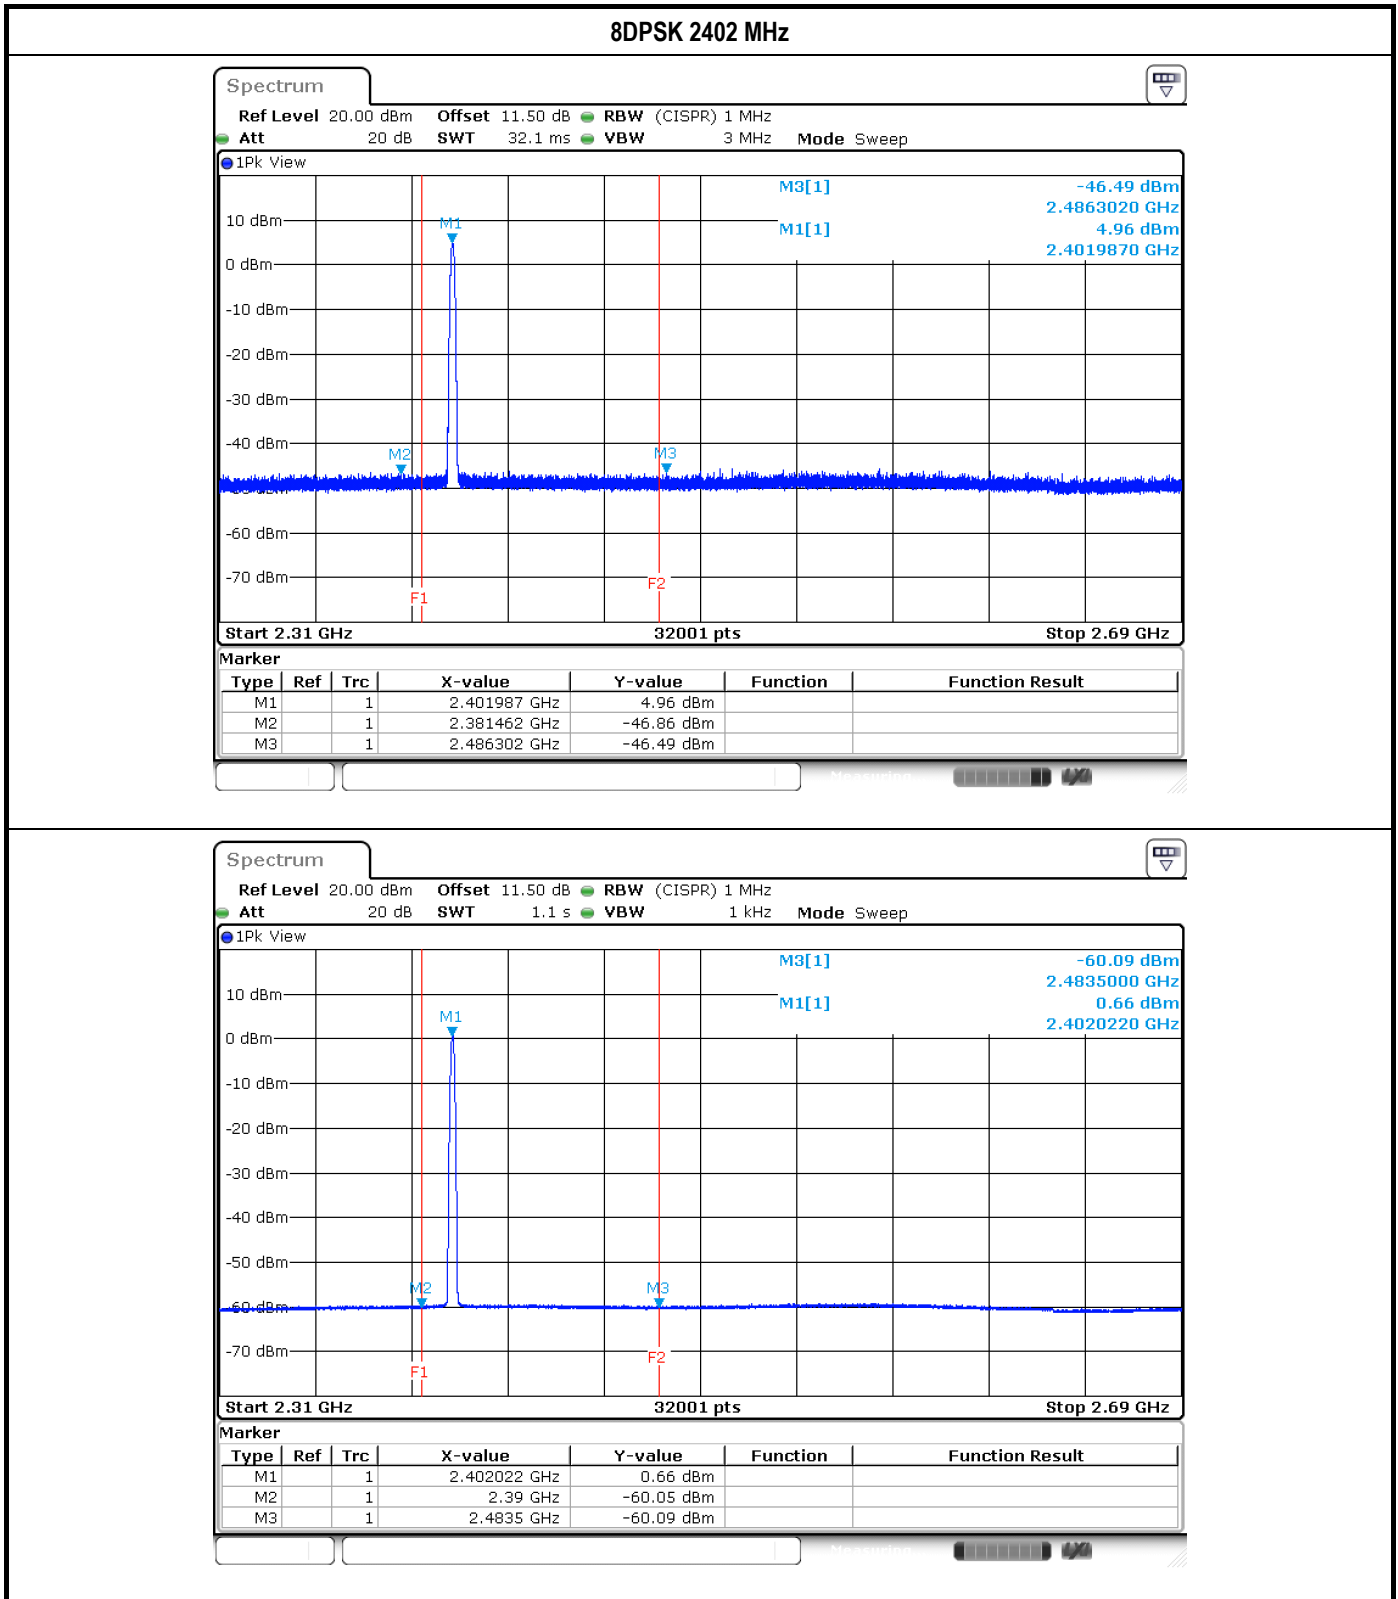 8DPSK 2402 MHz
Spectrum
Ref Level 20.00 dBm Offset 11.50 dB RBW (CISPR) 1 MHz
Att 20 dB SWT 32.1 ms VBW 3 MHz Mode Sweep
1Pk View
M3[1] -46.49 dBm
2.4863020 GHz
M1[1] 4.96 dBm
2.4019870 GHz
10 dBm
M1
0 dBm
-10 dBm
-20 dBm
-30 dBm
-40 dBm
M2 M3
-60 dBm
-70 dBm
F1 F2
Start 2.31 GHz 32001 pts Stop 2.69 GHz
Marker
Type Ref Trc X-value Y-value Function Function Result
M1 1 2.401987 GHz 4.96 dBm
M2 1 2.381462 GHz -46.86 dBm
M3 1 2.486302 GHz -46.49 dBm
Measuring
Spectrum
Ref Level 20.00 dBm Offset 11.50 dB RBW (CISPR) 1 MHz
Att 20 dB SWT 1.1 s VBW 1 kHz Mode Sweep
1Pk View
M3[1] -60.09 dBm
2.4835000 GHz
M1[1] 0.66 dBm
2.4020220 GHz
10 dBm
M1
0 dBm
-10 dBm
-20 dBm
-30 dBm
-40 dBm
-50 dBm
M2 M3
-60 dBm
-70 dBm
F1 F2
Start 2.31 GHz 32001 pts Stop 2.69 GHz
Marker
Type Ref Trc X-value Y-value Function Function Result
M1 1 2.402022 GHz 0.66 dBm
M2 1 2.39 GHz -60.05 dBm
M3 1 2.4835 GHz -60.09 dBm
Measuring